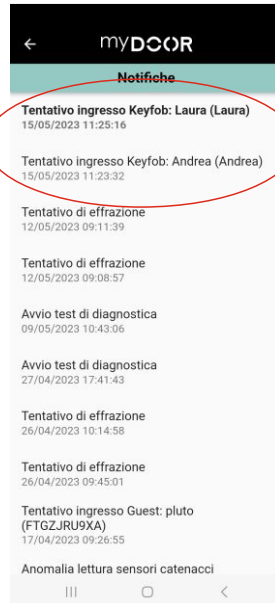 myDOOR
Notifiche
Tentativo ingresso Keyfob: Laura (Laura)
15/05/2023 11:25:16
Tentativo ingresso Keyfob: Andrea (Andrea)
15/05/2023 11:23:32
Tentativo di effrazione
12/05/2023 09:11:39
Tentativo di effrazione
12/05/2023 09:08:57
Avvio test di diagnostica
09/05/2023 10:43:06
Avvio test di diagnostica
27/04/2023 17:41:43
Tentativo di effrazione
26/04/2023 10:14:58
Tentativo di effrazione
26/04/2023 09:45:01
Tentativo ingresso Guest: pluto
(FTGZJRU9XA)
17/04/2023 09:26:55
Anomalia lettura sensori catenacci